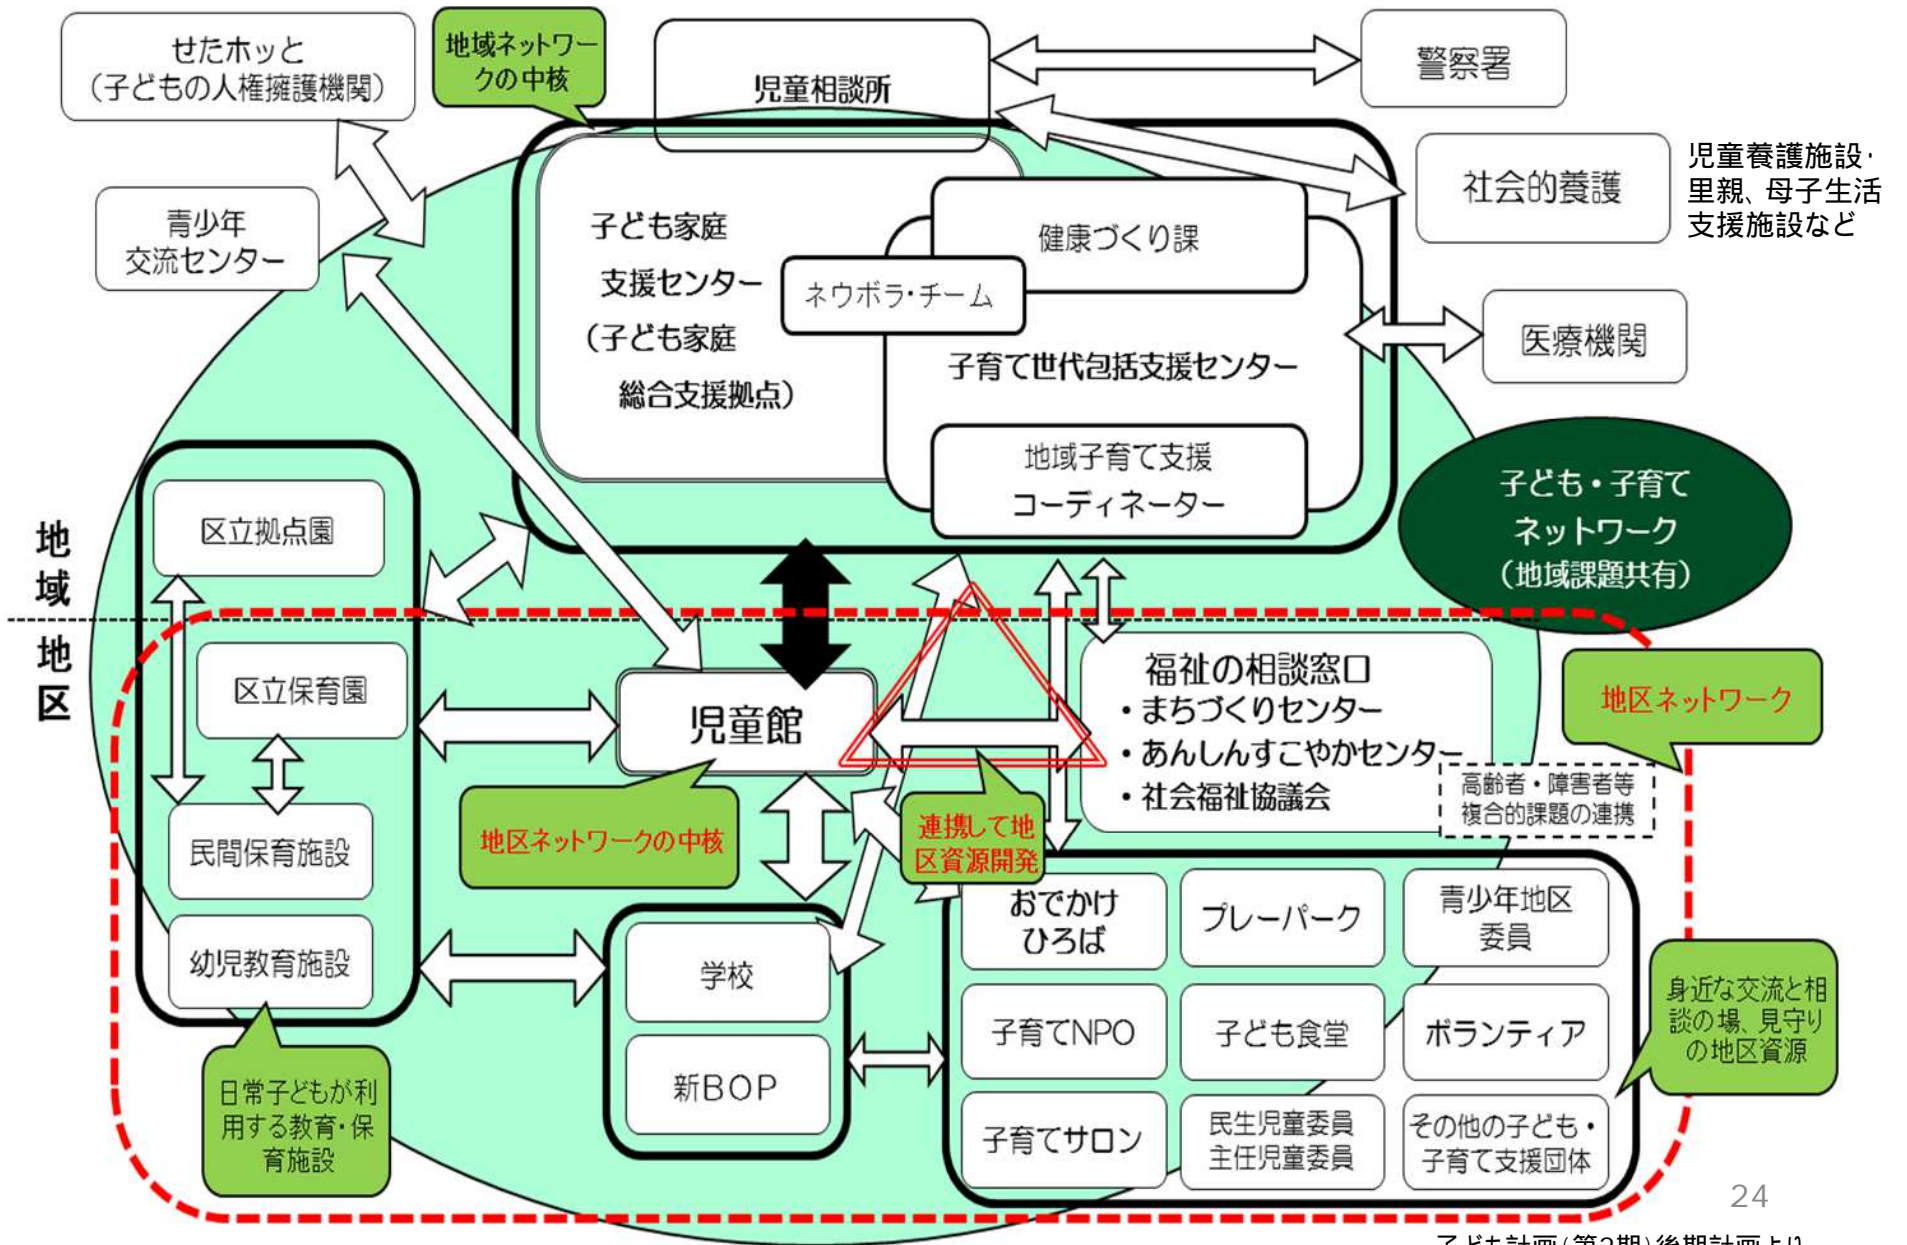 せたホッと
（子どもの人権擁護機関）
地域ネットワー
クの中核
児童相談所
警察署
社会的養護
児童養護施設・
里親、母子生活
支援施設など
青少年
交流センター
子ども家庭
支援センター
（子ども家庭
総合支援拠点）
健康づくり課
ネウボラ・チーム
子育て世代包括支援センター
地域子育て支援
コーディネーター
医療機関
子ども・子育て
ネットワーク
（地域課題共有）
地域
地区
区立拠点園
区立保育園
民間保育施設
幼児教育施設
児童館
福祉の相談窓口
・まちづくりセンター
・あんしんすこやかセンター
・社会福祉協議会
高齢者・障害者等
複合的課題の連携
地区ネットワーク
地区ネットワークの中核
連携して地
区資源開発
学校
新BOP
おでかけ
ひろば
プレーパーク
青少年地区
委員
子育てNPO
子ども食堂
ボランティア
子育てサロン
民生児童委員
主任児童委員
その他の子ども・
子育て支援団体
身近な交流と相
談の場、見守り
の地区資源
日常子どもが利
用する教育・保
育施設
24
子ども計画（第2期）後期計画より